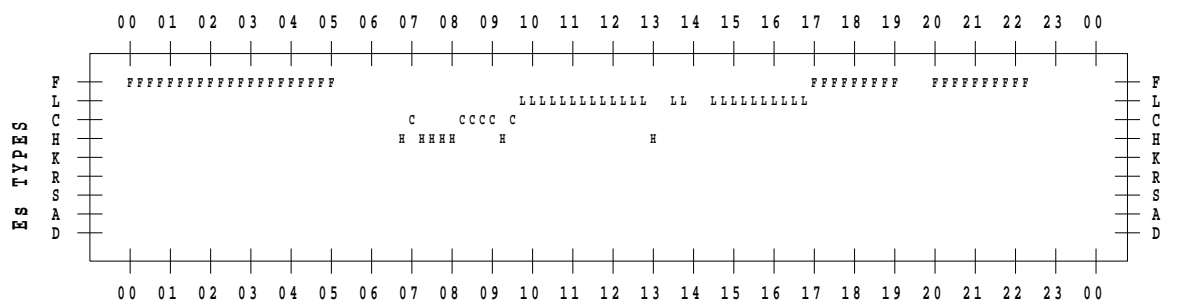 00 01 02 03 04 05 06 07 08 09 10 11 12 13 14 15 16 17 18 19 20 21 22 23 00
F FFFFFFFFFFFFFFFFFFFFF FFFFFFFFF FFFFFFFFFF F
L LLLLLLLLLLLLL LL LLLLLLLLLL L
C C CCCC C C
H H HHHH H H H
K K
R R
S S
A A
D D
Es TYPES
00 01 02 03 04 05 06 07 08 09 10 11 12 13 14 15 16 17 18 19 20 21 22 23 00